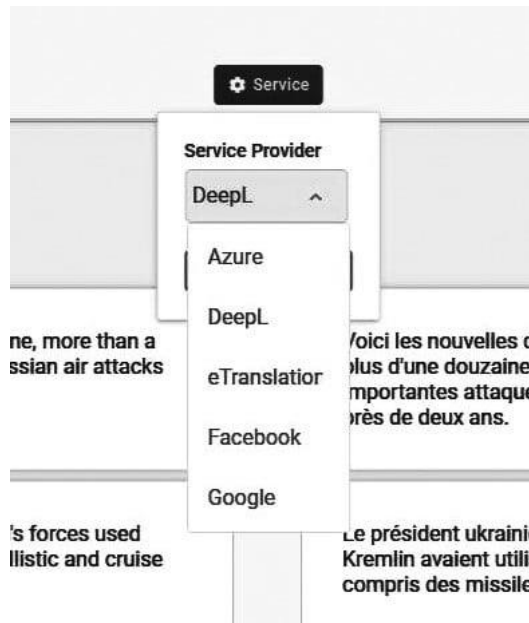 Service
Service Provider
DeepL
Azure
DeepL
eTranslation
Facebook
Google
ne, more than a
ssian air attacks
Voici les nouvelles d
plus d'une douzaine
importantes attaque
près de deux ans.
's forces used
llistic and cruise
Le président ukraini
Kremlin avaient utili
compris des missile